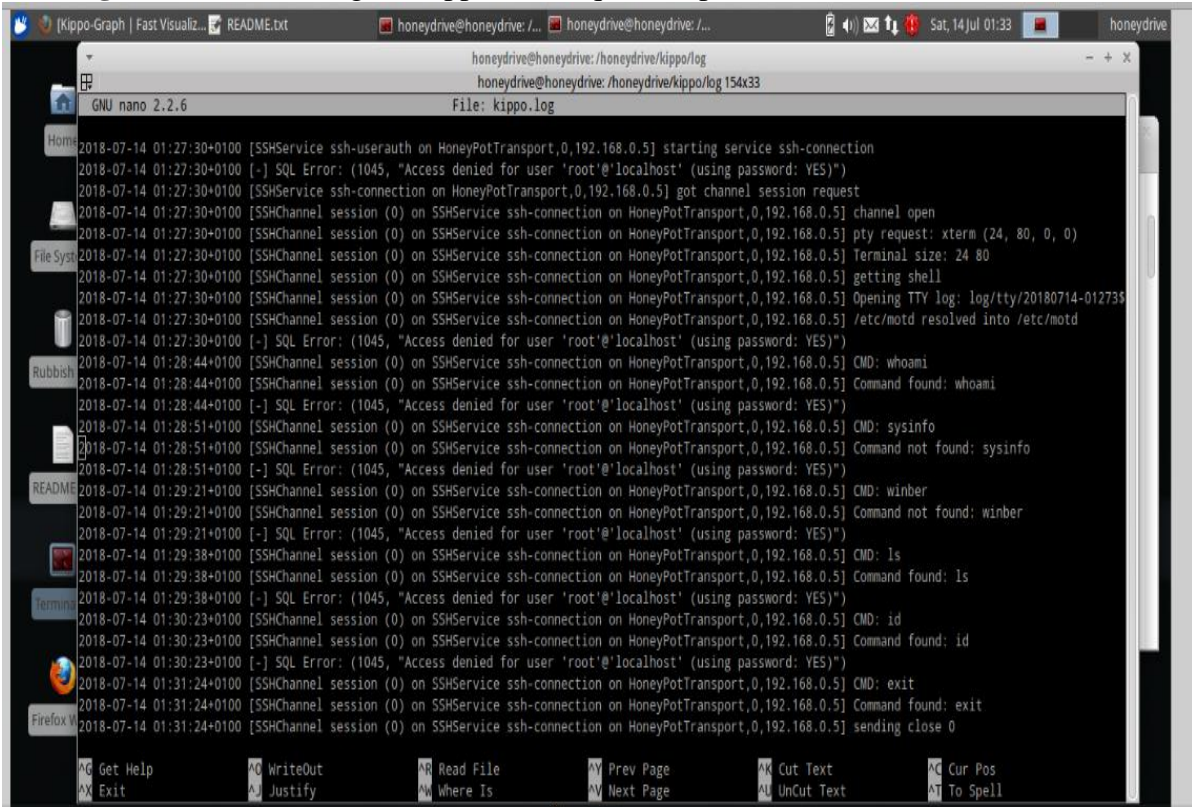 [Kippo-Graph | Fast Visualiz... README.txt honeydrive@honeydrive: /... honeydrive@honeydrive: /... Sat, 14 Jul 01:33 honeydrive
honeydrive@honeydrive: /honeydrive/kippo/log
honeydrive@honeydrive: /honeydrive/kippo/log 154x33
GNU nano 2.2.6 File: kippo.log
Home
File Syst
Rubbish
README
Termina
Firefox W
2018-07-14 01:27:30+0100 [SSHService ssh-userauth on HoneyPotTransport,0,192.168.0.5] starting service ssh-connection
2018-07-14 01:27:30+0100 [-] SQL Error: (1045, "Access denied for user 'root'@'localhost' (using password: YES)")
2018-07-14 01:27:30+0100 [SSHService ssh-connection on HoneyPotTransport,0,192.168.0.5] got channel session request
2018-07-14 01:27:30+0100 [SSHChannel session (0) on SSHService ssh-connection on HoneyPotTransport,0,192.168.0.5] channel open
2018-07-14 01:27:30+0100 [SSHChannel session (0) on SSHService ssh-connection on HoneyPotTransport,0,192.168.0.5] pty request: xterm (24, 80, 0, 0)
2018-07-14 01:27:30+0100 [SSHChannel session (0) on SSHService ssh-connection on HoneyPotTransport,0,192.168.0.5] Terminal size: 24 80
2018-07-14 01:27:30+0100 [SSHChannel session (0) on SSHService ssh-connection on HoneyPotTransport,0,192.168.0.5] getting shell
2018-07-14 01:27:30+0100 [SSHChannel session (0) on SSHService ssh-connection on HoneyPotTransport,0,192.168.0.5] Opening TTY log: log/tty/20180714-01273$
2018-07-14 01:27:30+0100 [SSHChannel session (0) on SSHService ssh-connection on HoneyPotTransport,0,192.168.0.5] /etc/motd resolved into /etc/motd
2018-07-14 01:27:30+0100 [-] SQL Error: (1045, "Access denied for user 'root'@'localhost' (using password: YES)")
2018-07-14 01:28:44+0100 [SSHChannel session (0) on SSHService ssh-connection on HoneyPotTransport,0,192.168.0.5] CMD: whoami
2018-07-14 01:28:44+0100 [SSHChannel session (0) on SSHService ssh-connection on HoneyPotTransport,0,192.168.0.5] Command found: whoami
2018-07-14 01:28:44+0100 [-] SQL Error: (1045, "Access denied for user 'root'@'localhost' (using password: YES)")
2018-07-14 01:28:51+0100 [SSHChannel session (0) on SSHService ssh-connection on HoneyPotTransport,0,192.168.0.5] CMD: sysinfo
2018-07-14 01:28:51+0100 [SSHChannel session (0) on SSHService ssh-connection on HoneyPotTransport,0,192.168.0.5] Command not found: sysinfo
2018-07-14 01:28:51+0100 [-] SQL Error: (1045, "Access denied for user 'root'@'localhost' (using password: YES)")
2018-07-14 01:29:21+0100 [SSHChannel session (0) on SSHService ssh-connection on HoneyPotTransport,0,192.168.0.5] CMD: winber
2018-07-14 01:29:21+0100 [SSHChannel session (0) on SSHService ssh-connection on HoneyPotTransport,0,192.168.0.5] Command not found: winber
2018-07-14 01:29:21+0100 [-] SQL Error: (1045, "Access denied for user 'root'@'localhost' (using password: YES)")
2018-07-14 01:29:38+0100 [SSHChannel session (0) on SSHService ssh-connection on HoneyPotTransport,0,192.168.0.5] CMD: ls
2018-07-14 01:29:38+0100 [SSHChannel session (0) on SSHService ssh-connection on HoneyPotTransport,0,192.168.0.5] Command found: ls
2018-07-14 01:29:38+0100 [-] SQL Error: (1045, "Access denied for user 'root'@'localhost' (using password: YES)")
2018-07-14 01:30:23+0100 [SSHChannel session (0) on SSHService ssh-connection on HoneyPotTransport,0,192.168.0.5] CMD: id
2018-07-14 01:30:23+0100 [SSHChannel session (0) on SSHService ssh-connection on HoneyPotTransport,0,192.168.0.5] Command found: id
2018-07-14 01:30:23+0100 [-] SQL Error: (1045, "Access denied for user 'root'@'localhost' (using password: YES)")
2018-07-14 01:31:24+0100 [SSHChannel session (0) on SSHService ssh-connection on HoneyPotTransport,0,192.168.0.5] CMD: exit
2018-07-14 01:31:24+0100 [SSHChannel session (0) on SSHService ssh-connection on HoneyPotTransport,0,192.168.0.5] Command found: exit
2018-07-14 01:31:24+0100 [SSHChannel session (0) on SSHService ssh-connection on HoneyPotTransport,0,192.168.0.5] sending close 0
^G Get Help ^O WriteOut ^R Read File ^Y Prev Page ^K Cut Text ^C Cur Pos
^X Exit ^J Justify ^W Where Is ^V Next Page ^U UnCut Text ^T To Spell